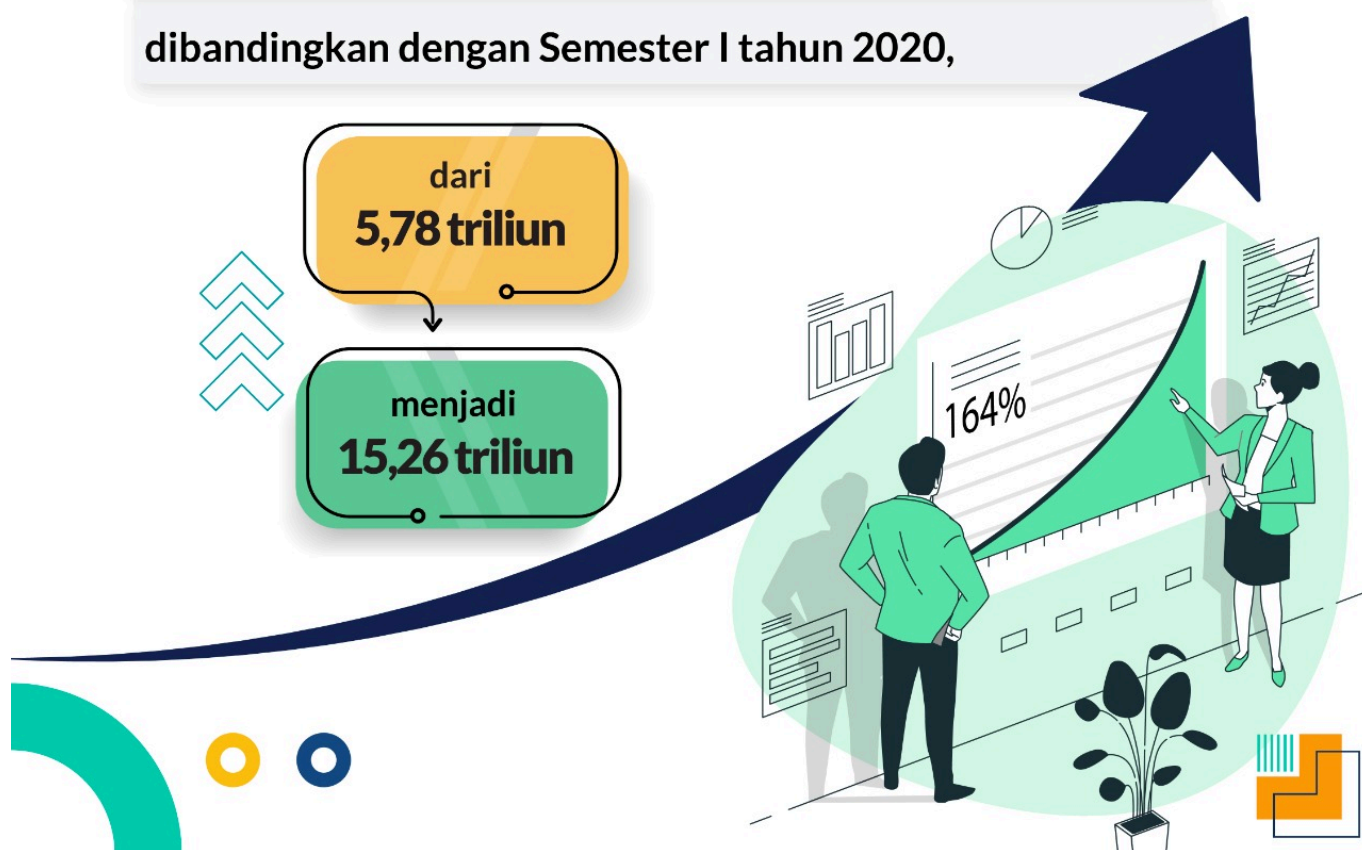 dibandingkan dengan Semester I tahun 2020,
dari
5,78 triliun
menjadi
15,26 triliun
164%